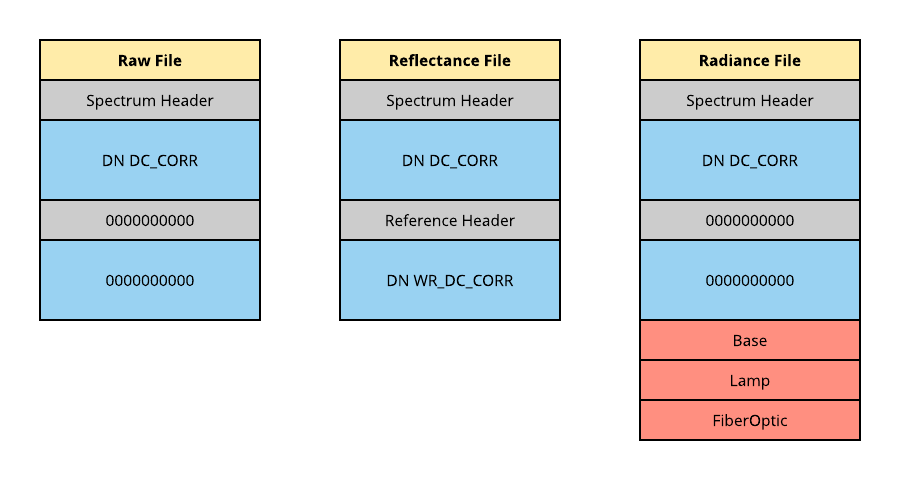 Raw File
Spectrum Header
DN DC_CORR
0000000000
0000000000
Reflectance File
Spectrum Header
DN DC_CORR
Reference Header
DN WR_DC_CORR
Radiance File
Spectrum Header
DN DC_CORR
0000000000
0000000000
Base
Lamp
FiberOptic